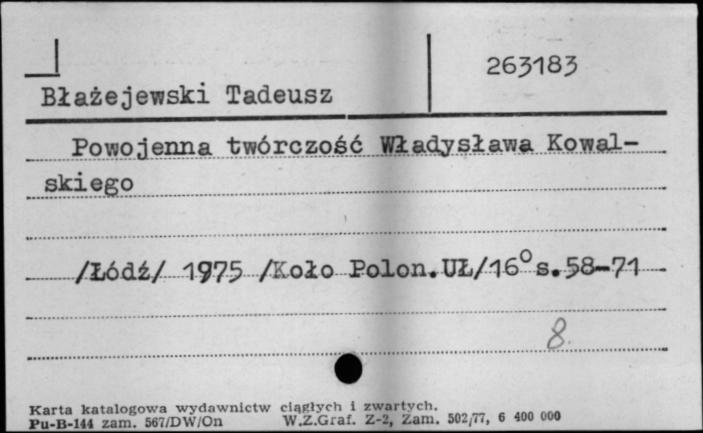 263183
Błażejewski Tadeusz
Powojenna twórczość Władysława Kowal-
skiego
/Łódź/ 1975 /Koło Polon.UŁ/16° s.58-71
8.
Karta katalogowa wydawnictw ciągłych i zwartych.
Pu-B-144 zam. 567/DW/On W.Z.Graf. Z-2, Zam. 502/77, 6 400 000